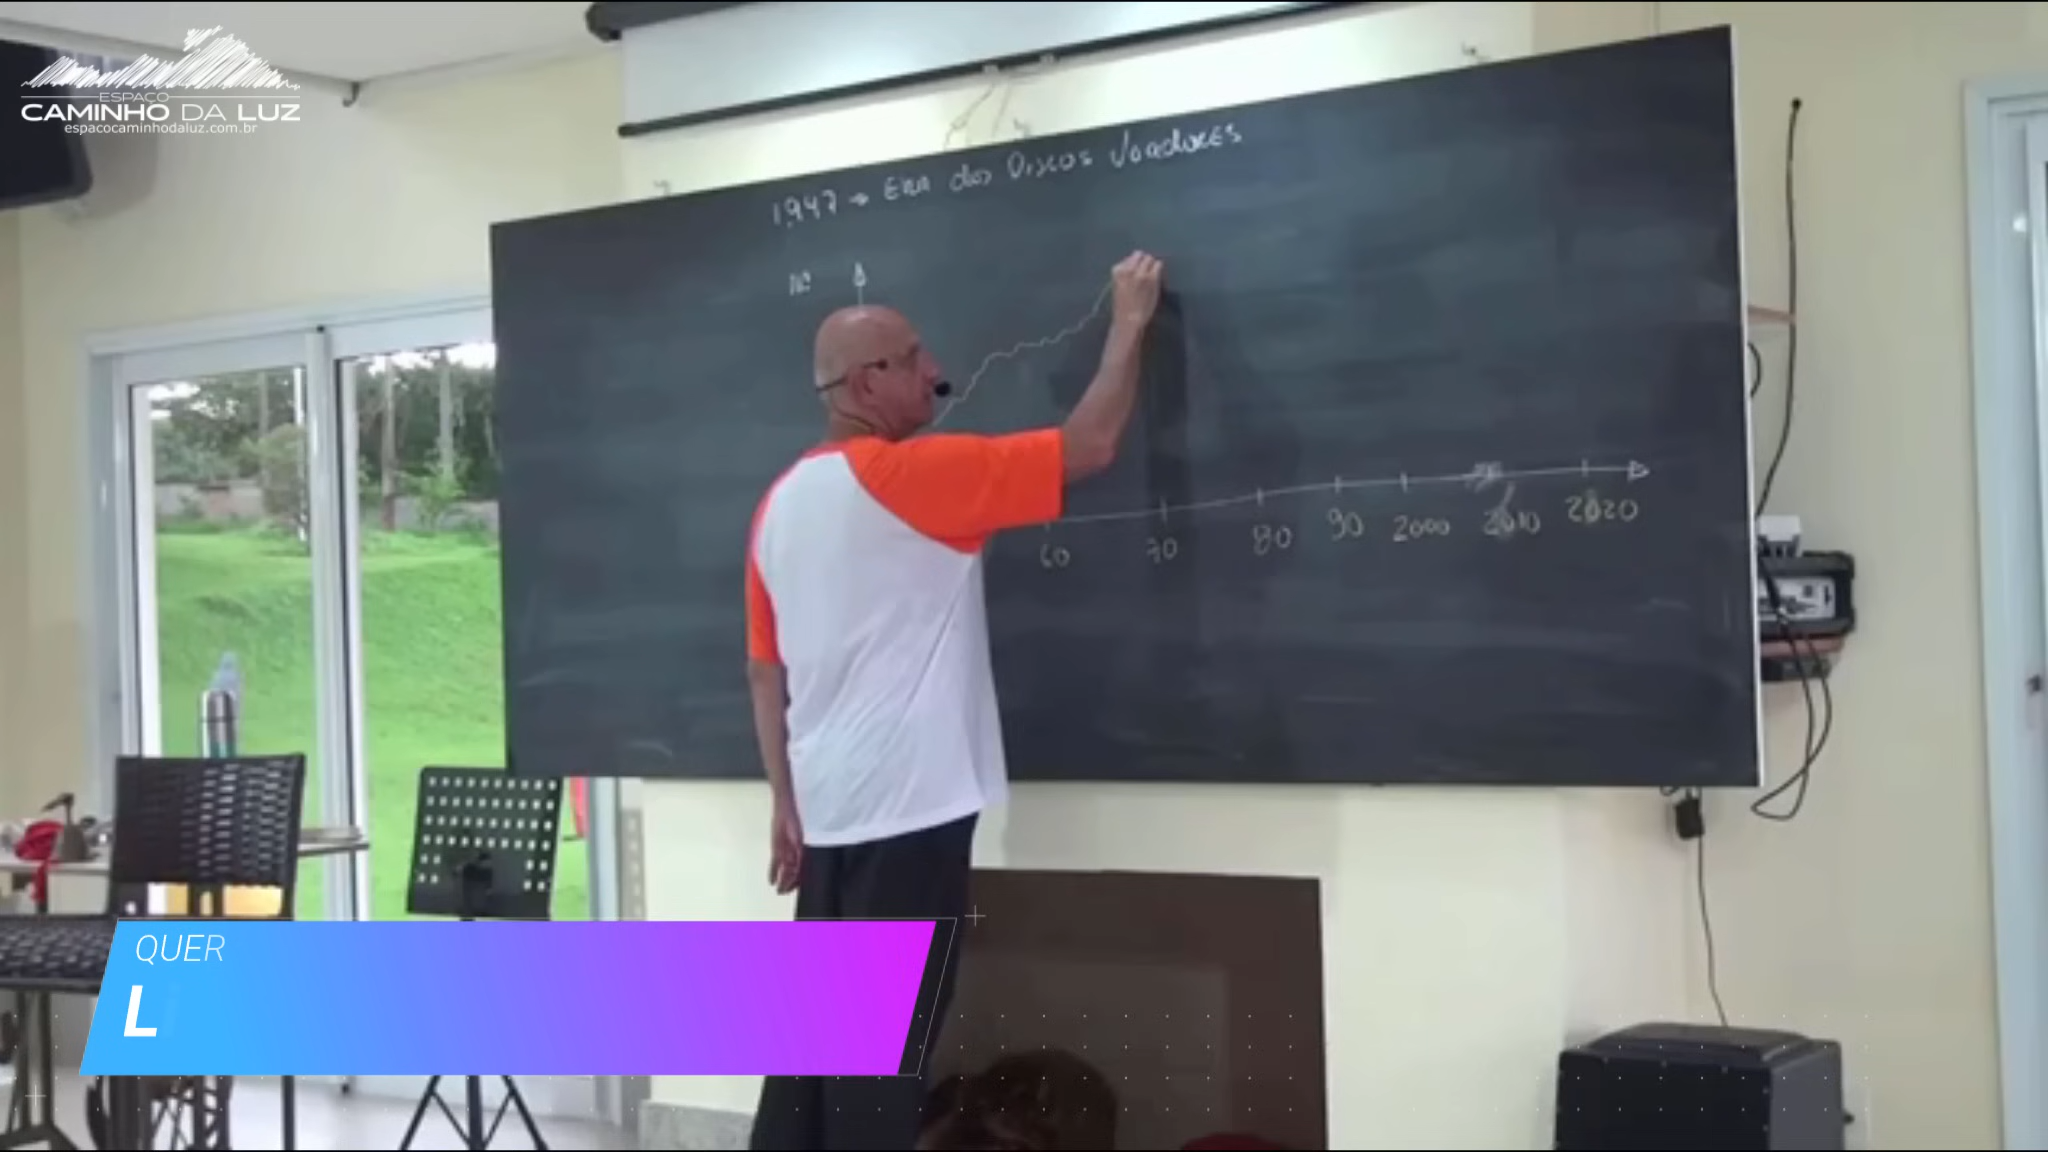 ESPAÇO
CAMINHO DA LUZ
espacocaminhodaluz.com.br
1947 → ERA dos Discos VoadorES
Nº
60 70 80 90 2000 2010 2020
QUER
L